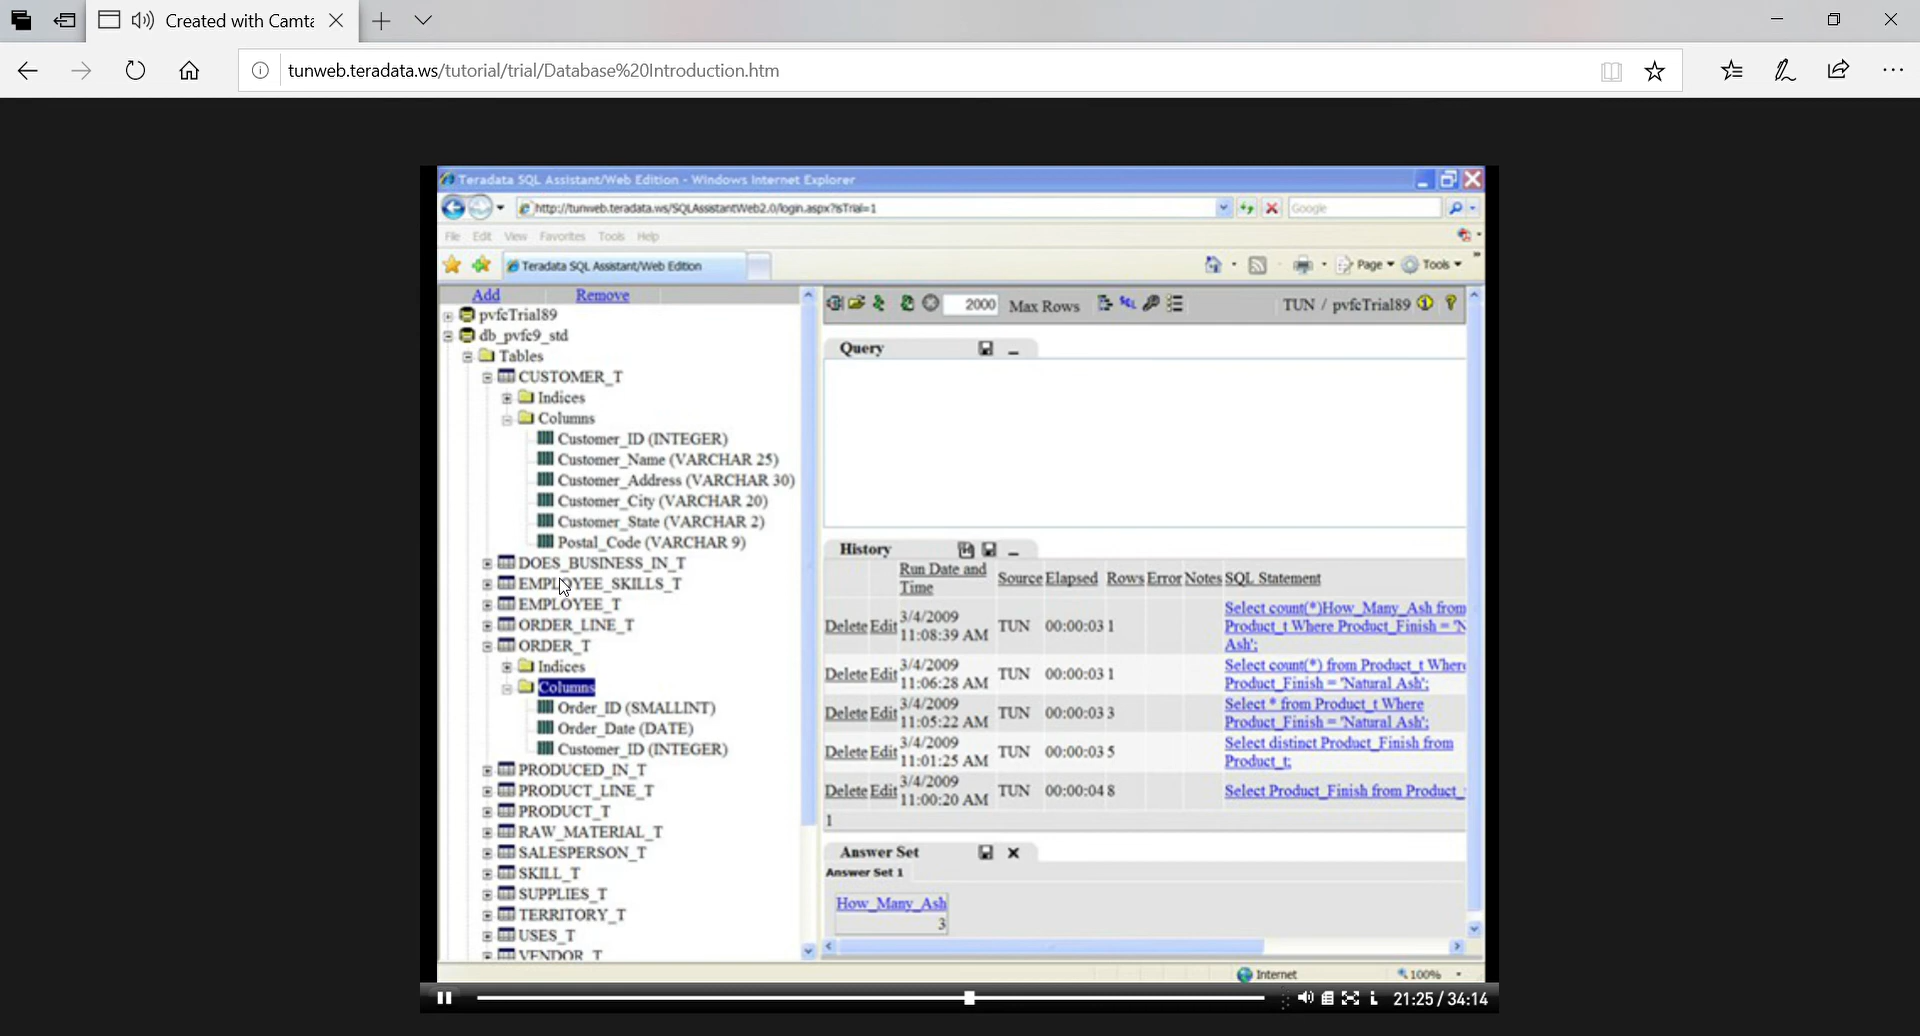 Created with Camta
tunweb.teradata.ws/tutorial/trial/Database%20Introduction.htm
Teradata SQL Assistant/Web Edition - Windows Internet Explorer
http://tunweb.teradata.ws/SQLAssistantWeb2.0/login.aspx?isTrial=1
Google
File Edit View Favorites Tools Help
Teradata SQL Assistant/Web Edition
Page
Tools
Add Remove
pvfcTrial89
db_pvfc9_std
Tables
CUSTOMER_T
Indices
Columns
Customer_ID (INTEGER)
Customer_Name (VARCHAR 25)
Customer_Address (VARCHAR 30)
Customer_City (VARCHAR 20)
Customer_State (VARCHAR 2)
Postal_Code (VARCHAR 9)
DOES_BUSINESS_IN_T
EMPLOYEE_SKILLS_T
EMPLOYEE_T
ORDER_LINE_T
ORDER_T
Indices
Columns
Order_ID (SMALLINT)
Order_Date (DATE)
Customer_ID (INTEGER)
PRODUCED_IN_T
PRODUCT_LINE_T
PRODUCT_T
RAW_MATERIAL_T
SALESPERSON_T
SKILL_T
SUPPLIES_T
TERRITORY_T
USES_T
VENDOR_T
2000 Max Rows
TUN / pvfcTrial89
Query
History
Run Date and
Time
Source Elapsed Rows Error Notes SQL Statement
Delete Edit
3/4/2009
11:08:39 AM
TUN 00:00:03 1
Select count(*)How_Many_Ash from
Product_t Where Product_Finish = 'N
Ash';
Delete Edit
3/4/2009
11:06:28 AM
TUN 00:00:03 1
Select count(*) from Product_t Where
Product_Finish = 'Natural Ash';
Delete Edit
3/4/2009
11:05:22 AM
TUN 00:00:03 3
Select * from Product_t Where
Product_Finish = 'Natural Ash';
Delete Edit
3/4/2009
11:01:25 AM
TUN 00:00:03 5
Select distinct Product_Finish from
Product_t;
Delete Edit
3/4/2009
11:00:20 AM
TUN 00:00:04 8
Select Product_Finish from Product_
1
Answer Set
Answer Set 1
How_Many_Ash
3
Internet
100%
21:25 / 34:14